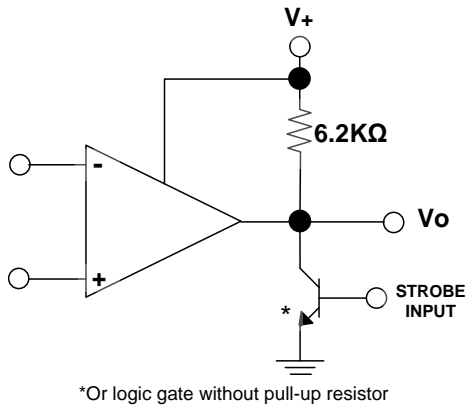 V+
6.2KΩ
-
Vo
+
STROBE
INPUT
*
*Or logic gate without pull-up resistor